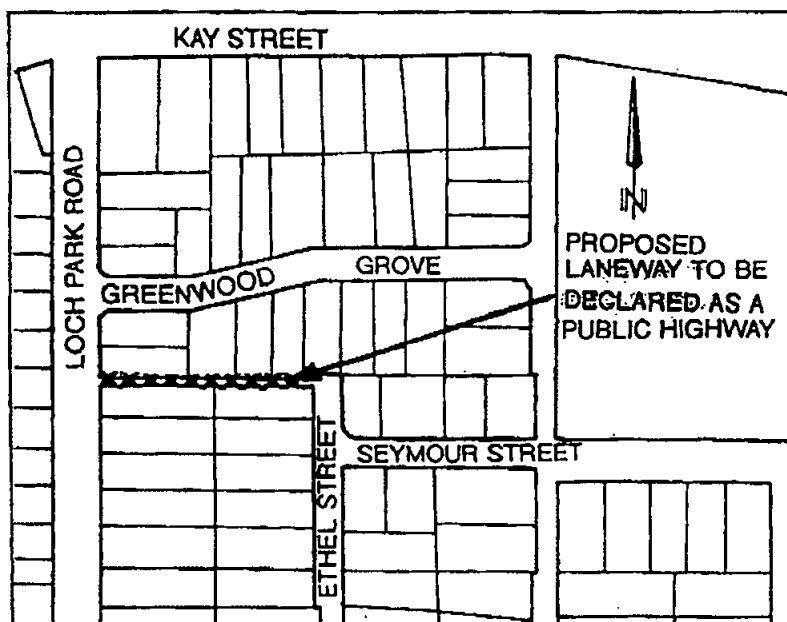 KAY STREET
LOCH PARK ROAD
N
PROPOSED
LANEWAY TO BE
DECLARED AS A
PUBLIC HIGHWAY
GREENWOOD GROVE
ETHEL STREET
SEYMOUR STREET